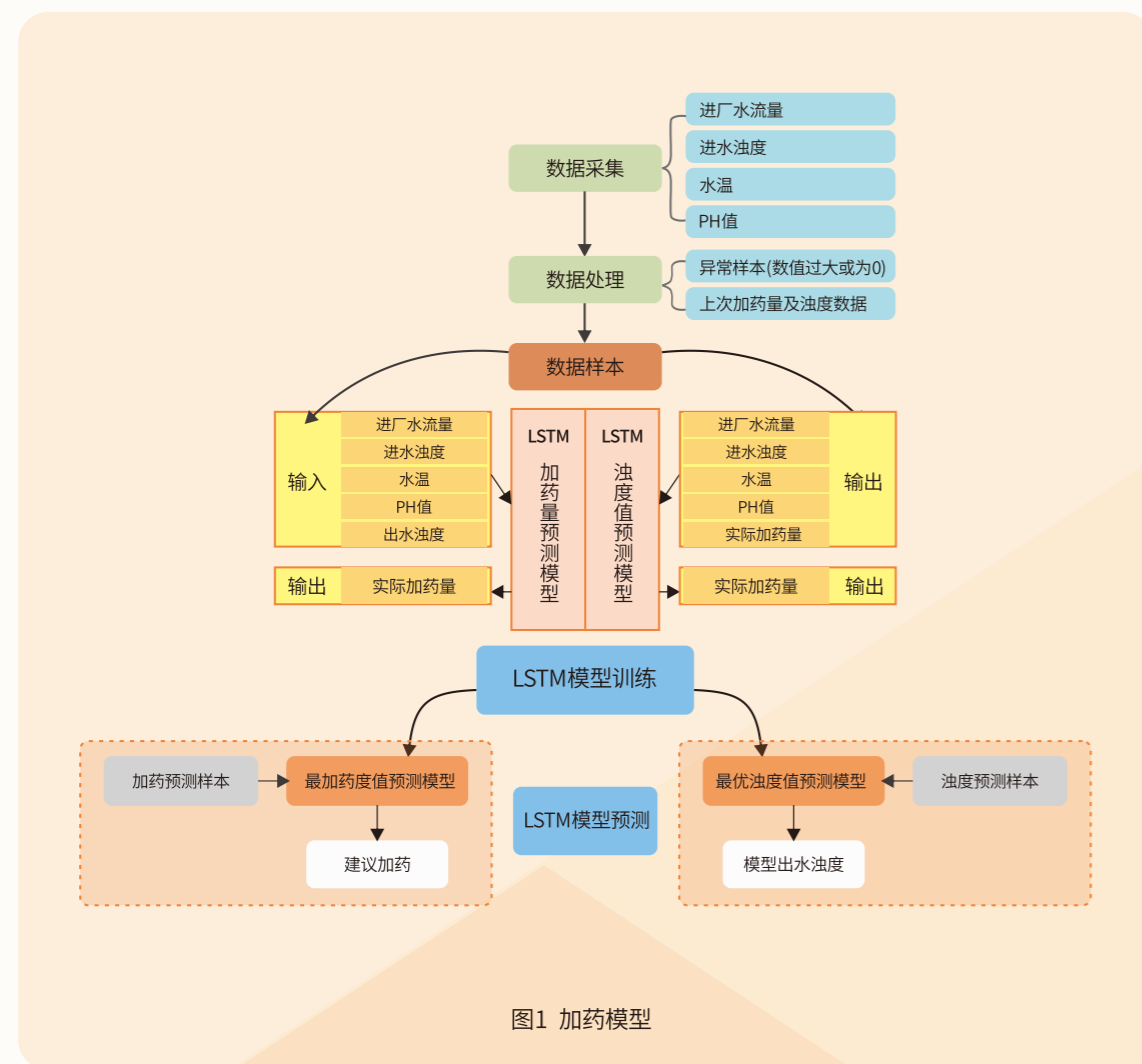 进厂水流量
进水浊度
数据采集
水温
PH值
异常样本(数值过大或为0)
数据处理
上次加药量及浊度数据
数据样本
输入
进厂水流量
进水浊度
水温
PH值
出水浊度
LSTM
加药量预测模型
LSTM
浊度值预测模型
进厂水流量
进水浊度
水温
PH值
实际加药量
输出
输出
实际加药量
实际加药量
输出
LSTM模型训练
加药预测样本
最加药度值预测模型
建议加药
LSTM模型预测
最优浊度值预测模型
浊度预测样本
模型出水浊度
图1 加药模型